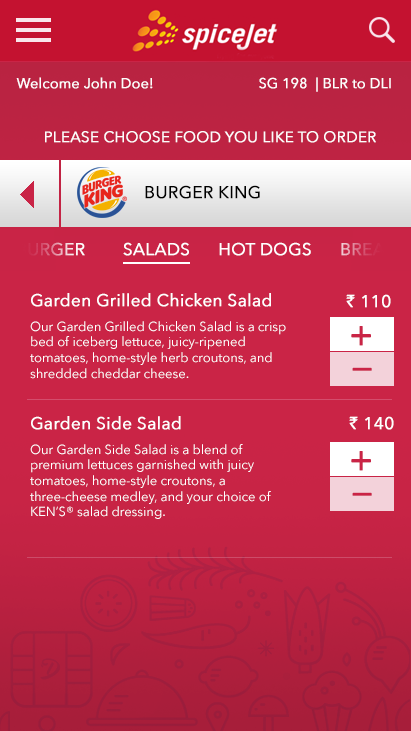 spiceJet
Welcome John Doe!
SG 198 | BLR to DLI
PLEASE CHOOSE FOOD YOU LIKE TO ORDER
BURGER KING
BURGER KING
URGER SALADS HOT DOGS BREA
Garden Grilled Chicken Salad ₹ 110
Our Garden Grilled Chicken Salad is a crisp
bed of iceberg lettuce, juicy-ripened
tomatoes, home-style herb croutons, and
shredded cheddar cheese.
+
−
Garden Side Salad ₹ 140
Our Garden Side Salad is a blend of
premium lettuces garnished with juicy
tomatoes, home-style croutons, a
three-cheese medley, and your choice of
KEN'S® salad dressing.
+
−